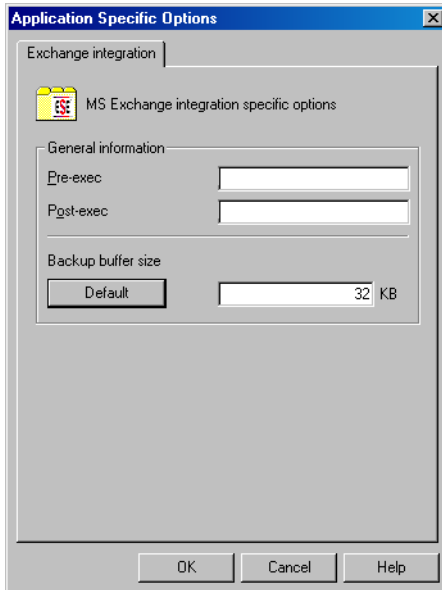 Application Specific Options
Exchange integration
MS Exchange integration specific options
General information
Pre-exec
Post-exec
Backup buffer size
Default 32 KB
OK Cancel Help